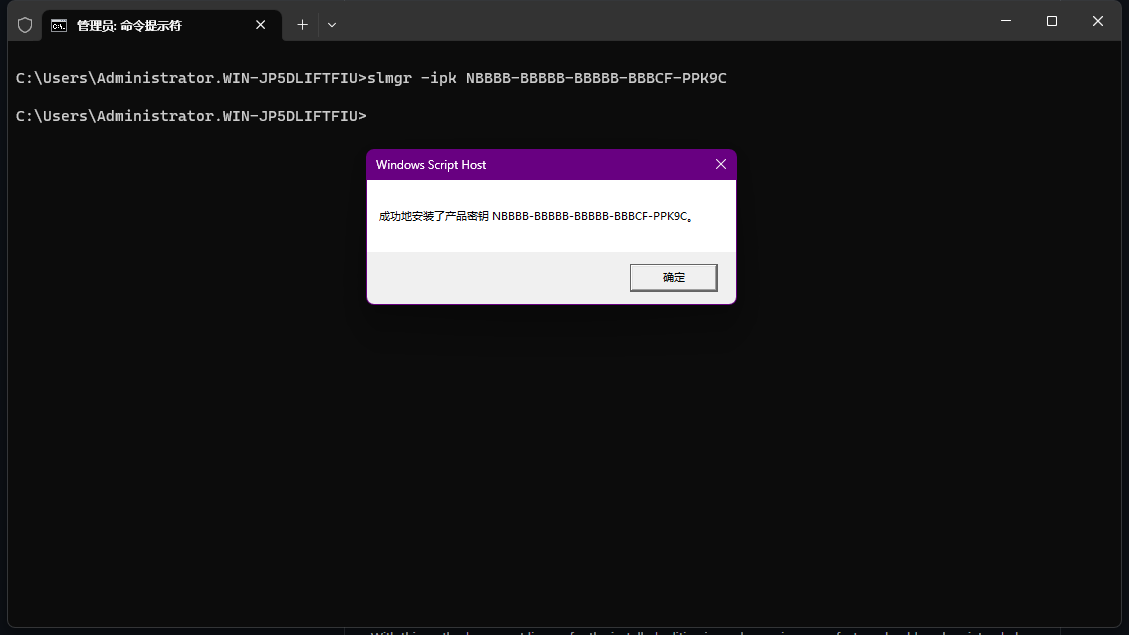 管理员: 命令提示符
C:\Users\Administrator.WIN-JP5DLIFTFIU>slmgr -ipk NBBBB-BBBBB-BBBBB-BBBCF-PPK9C
C:\Users\Administrator.WIN-JP5DLIFTFIU>
Windows Script Host
成功地安装了产品密钥 NBBBB-BBBBB-BBBBB-BBBCF-PPK9C。
确定